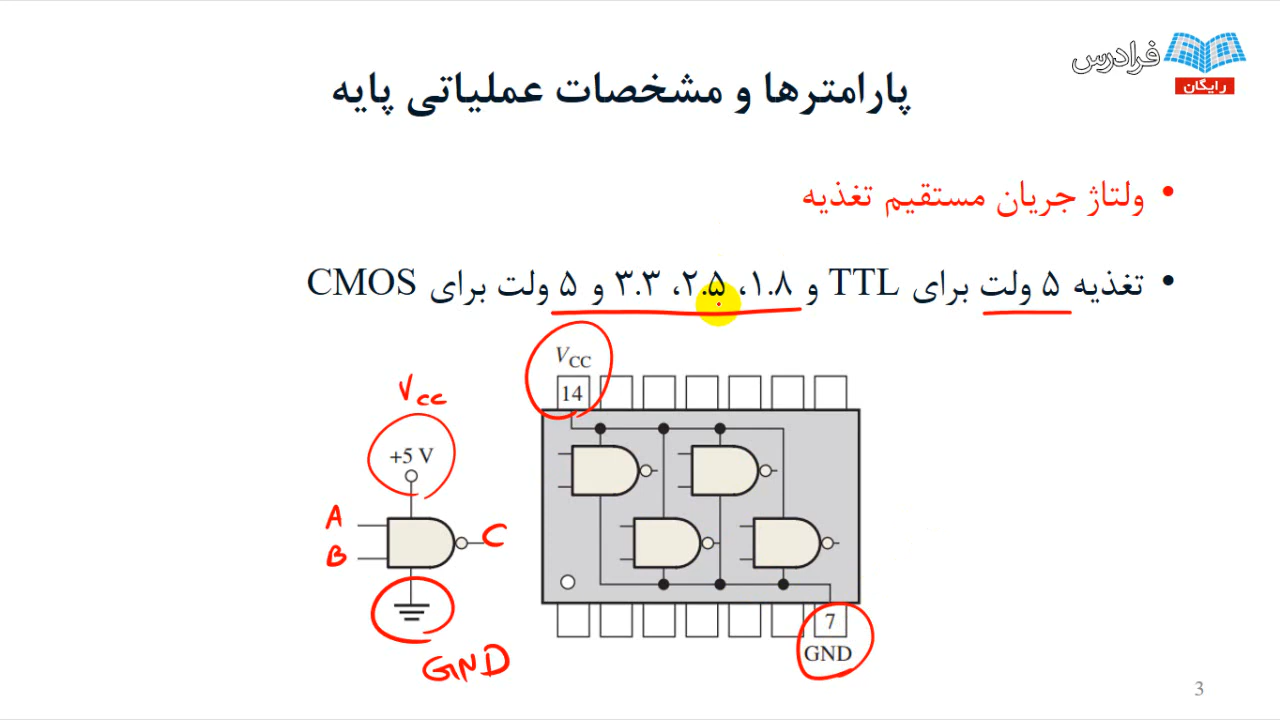 فرادرس
رایگان
پارامترها و مشخصات عملیاتی پایه
• ولتاژ جریان مستقیم تغذیه
• تغذیه ۵ ولت برای TTL و ۱.۸، ۲.۵، ۳.۳ و ۵ ولت برای CMOS
VCC
14
Vcc
+5 V
A
B
C
GND
7
GND
3